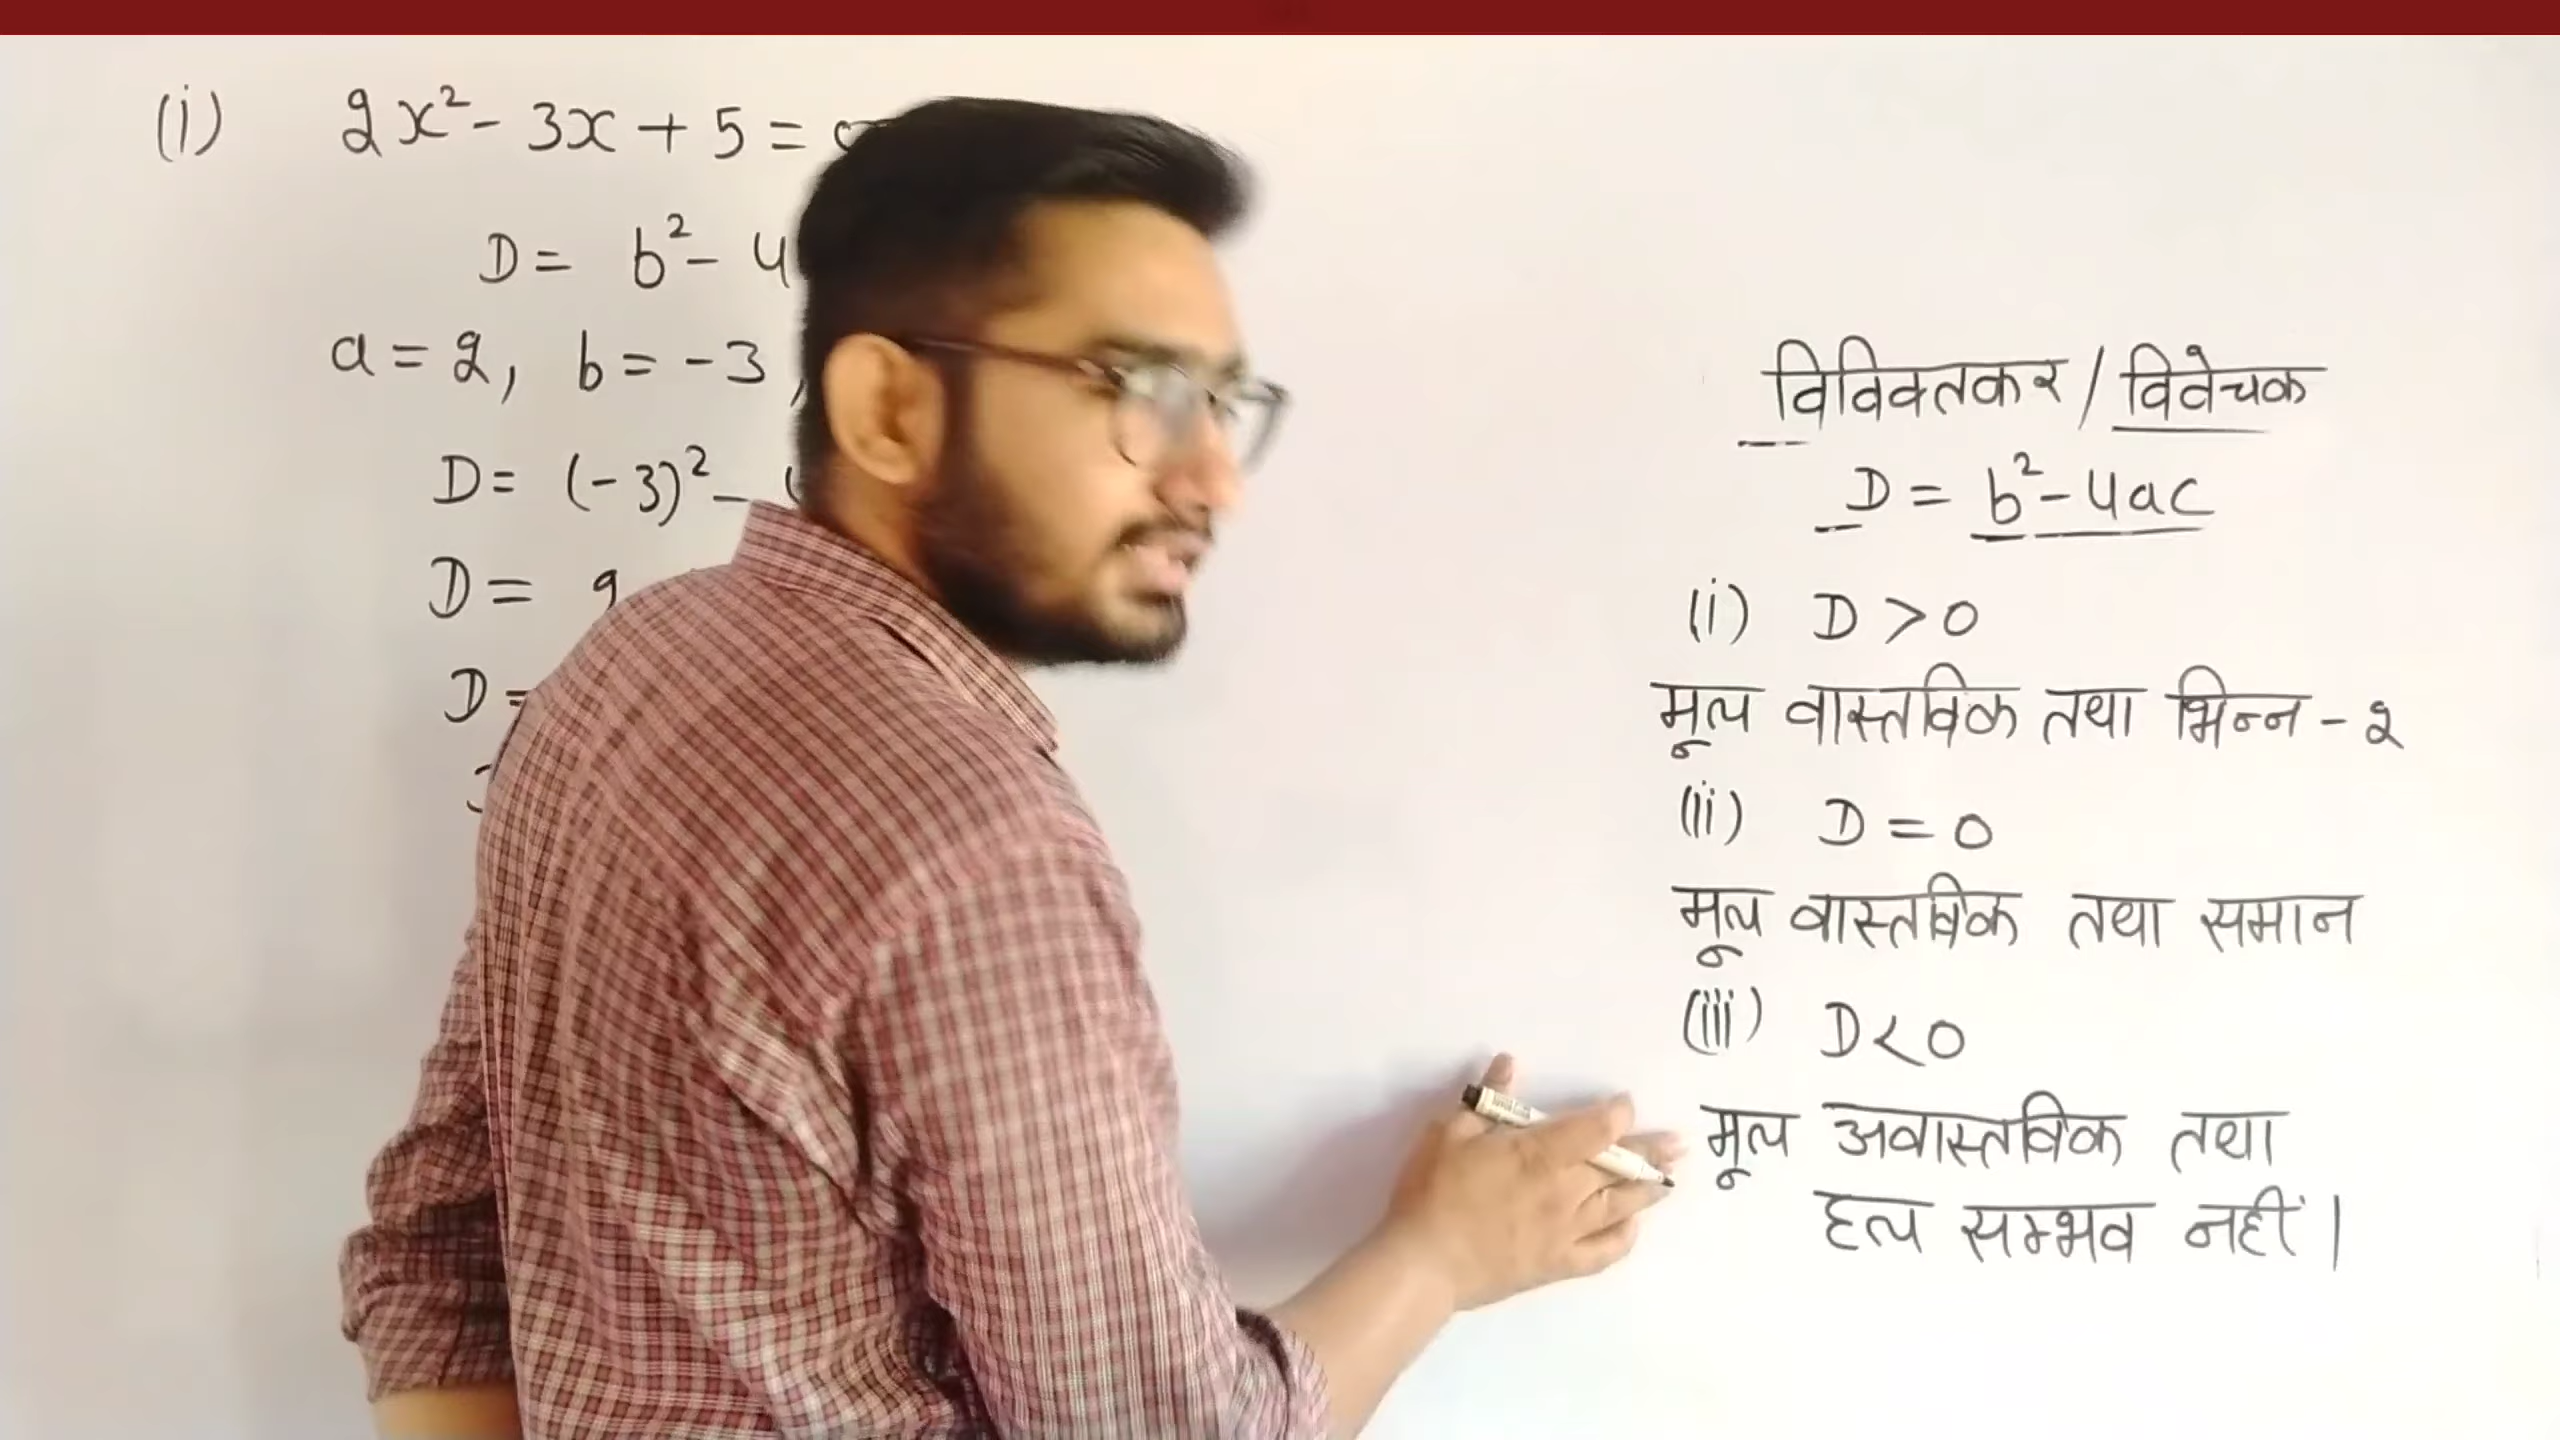 (i) 2x² - 3x + 5 =
D = b² - 4
a = 2, b = -3,
D = (-3)² -
D = 9
D =
विविक्तकर / विवेचक
D = b² - 4ac
(i) D > 0
मूल वास्तविक तथा भिन्न - २
(ii) D = 0
मूल वास्तविक तथा समान
(iii) D < 0
मूल अवास्तविक तथा
हल सम्भव नहीं।